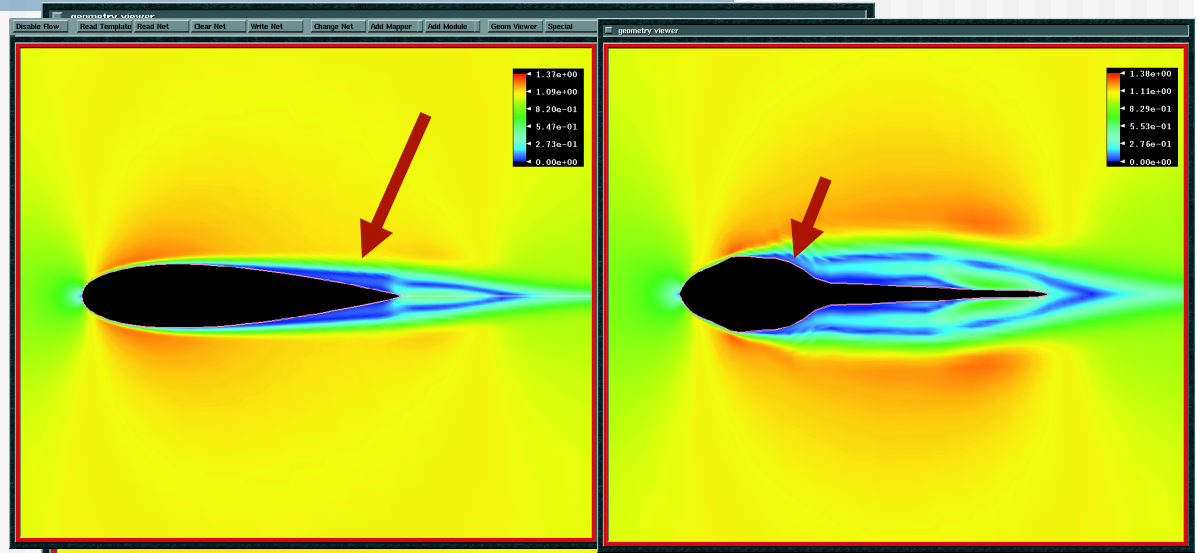 geometry viewer
Disable Flow Read Template Read Net Clear Net Write Net Change Net Add Mapper Add Module Geom Viewer Special
geometry viewer
1.37e+00
1.09e+00
8.20e-01
5.47e-01
2.73e-01
0.00e+00
1.38e+00
1.11e+00
8.29e-01
5.53e-01
2.76e-01
0.00e+00